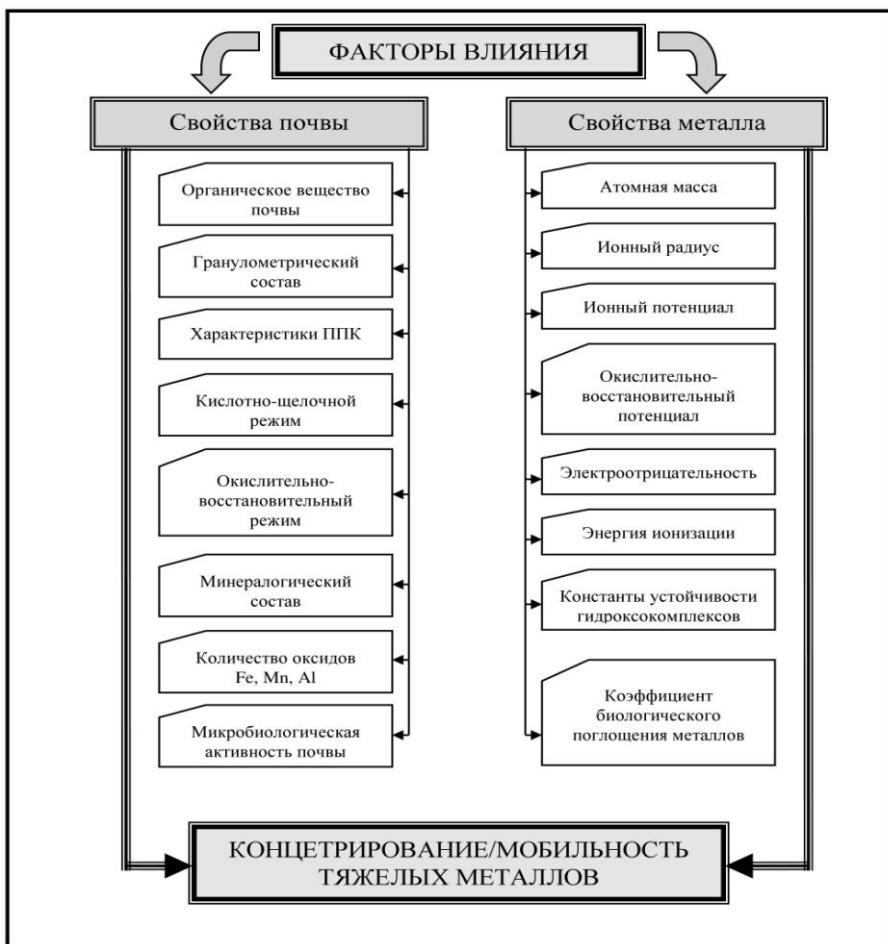 ФАКТОРЫ ВЛИЯНИЯ
Свойства почвы
Органическое вещество
почвы
Гранулометрический
состав
Характеристики ППК
Кислотно-щелочной
режим
Окислительно-
восстановительный
режим
Минералогический
состав
Количество оксидов
Fe, Mn, Al
Микробиологическая
активность почвы
Свойства металла
Атомная масса
Ионный радиус
Ионный потенциал
Окислительно-
восстановительный
потенциал
Электроотрицательность
Энергия ионизации
Константы устойчивости
гидроксокомплексов
Коэффициент
биологического
поглощения металлов
КОНЦЕТРИРОВАНИЕ/МОБИЛЬНОСТЬ
ТЯЖЕЛЫХ МЕТАЛЛОВ